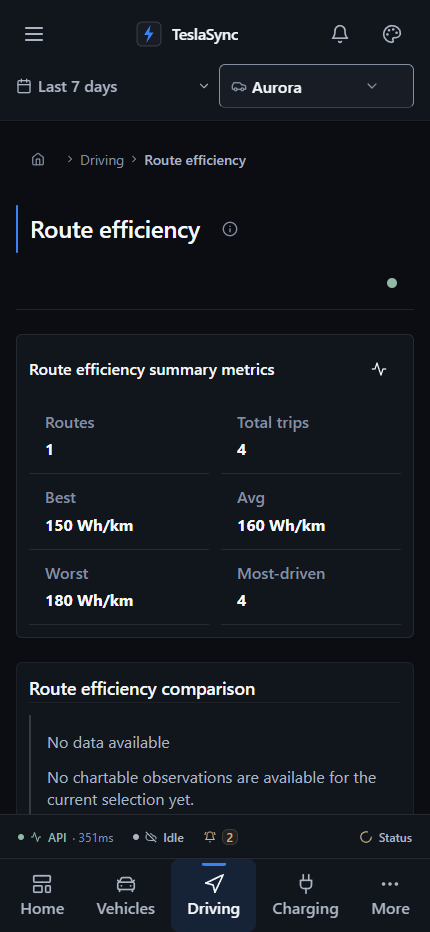 TeslaSync
Last 7 days
Aurora
Driving
Route efficiency
Route efficiency
Route efficiency summary metrics
Routes
1
Total trips
4
Best
150 Wh/km
Avg
160 Wh/km
Worst
180 Wh/km
Most-driven
4
Route efficiency comparison
No data available
No chartable observations are available for the
current selection yet.
API · 351ms
Idle
2
Status
Home
Vehicles
Driving
Charging
More